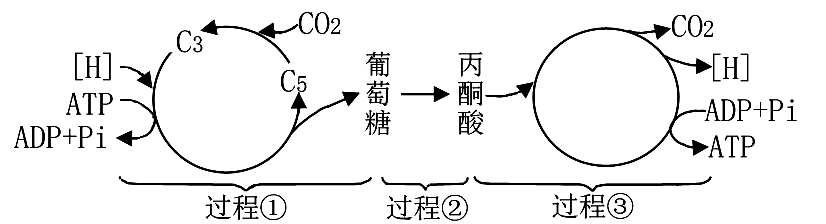 C3
CO2
[H]
C5
ATP
ADP+Pi
葡萄糖
丙酮酸
CO2
[H]
ADP+Pi
ATP
过程①
过程②
过程③